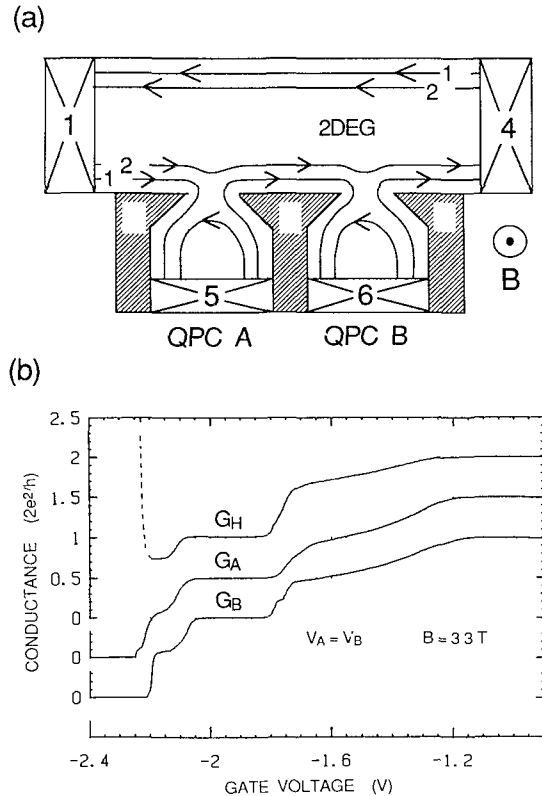 (a)
1
2
2DEG
1
4
2
1
B
5
6
QPC A
QPC B
(b)
2.5
2
1.5
1
0.5
0
0
0
CONDUCTANCE (2e²/h)
G_H
G_A
G_B
V_A = V_B
B = 3.3 T
-2.4
-2
-1.6
-1.2
GATE VOLTAGE (V)